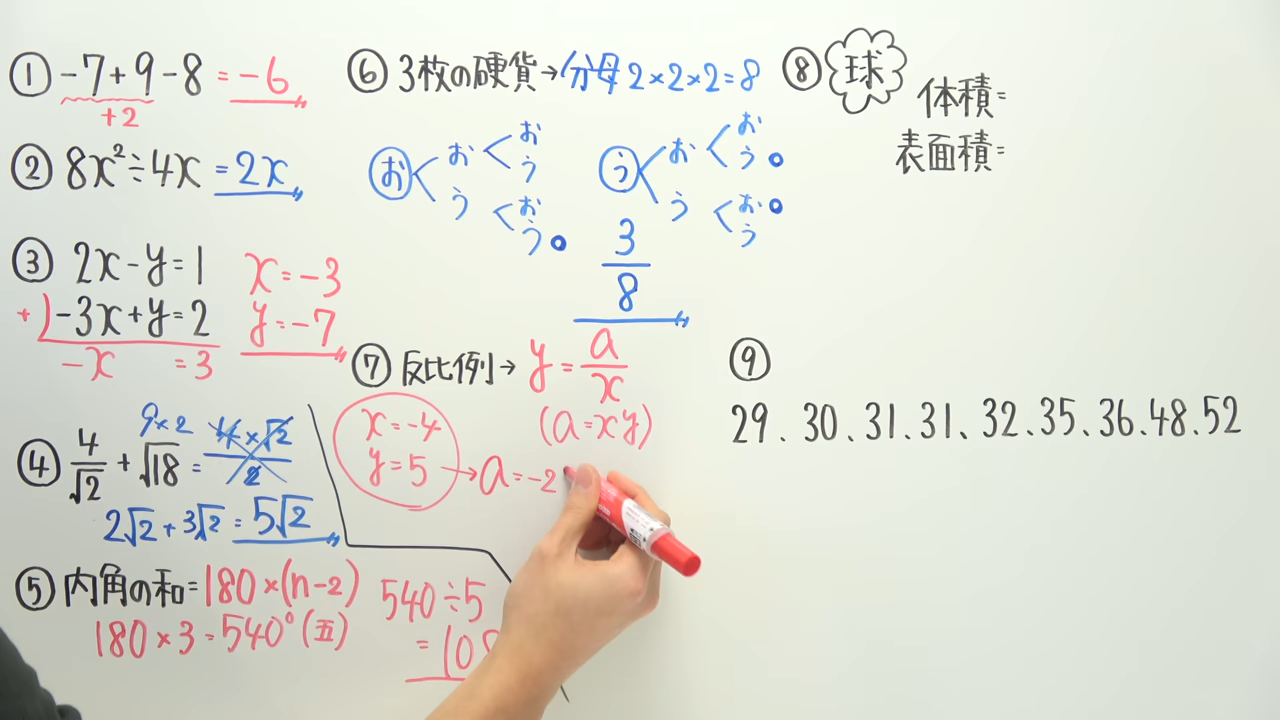 ① -7+9-8=-6
+2
② 8x²÷4x=2x
③ 2x-y=1
+) -3x+y=2
-x =3
x=-3
y=-7
④ 4/√2 + √18 = 4×√2/2
9×2
2√2+3√2=5√2
⑤ 内角の和=180×(n-2)
180×3=540°(五)
540÷5
=108
⑥ 3枚の硬貨→分母2×2×2=8
お お お
う
う お
う
う お お
う
う お
う
3/8
⑦ 反比例→ y=a/x
(a=xy)
x=-4
y=5 → a=-2
⑧ 球
体積=
表面積=
⑨
29、30、31、31、32、35、36、48、52